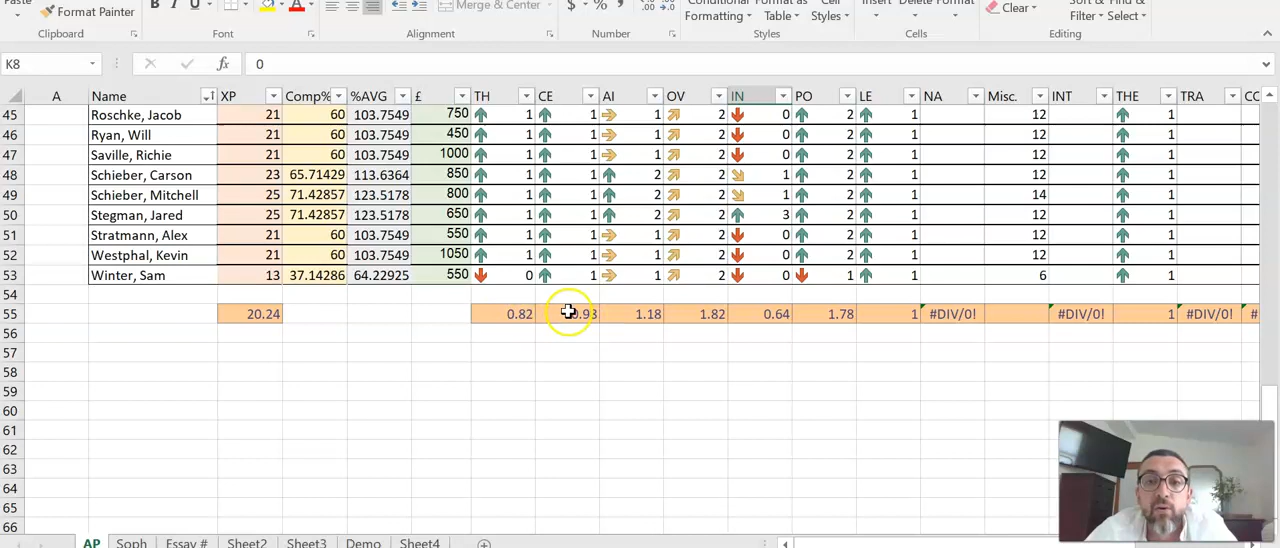 Paste Format Painter B I U Merge & Center $ % , Conditional Format as Cell Insert Delete Format Sort & Find &
Formatting Table Styles Clear Filter Select
Clipboard Font Alignment Number Styles Cells Editing
K8 fx 0
A Name XP Comp% %AVG £ TH CE AI OV IN PO LE NA Misc. INT THE TRA CO
45 Roschke, Jacob 21 60 103.7549 750 1 1 1 2 0 2 1 12 1
46 Ryan, Will 21 60 103.7549 450 1 1 1 2 0 2 1 12 1
47 Saville, Richie 21 60 103.7549 1000 1 1 1 2 0 2 1 12 1
48 Schieber, Carson 23 65.71429 113.6364 850 1 1 2 2 1 2 1 12 1
49 Schieber, Mitchell 25 71.42857 123.5178 800 1 1 2 2 1 2 1 14 1
50 Stegman, Jared 25 71.42857 123.5178 650 1 1 2 2 3 2 1 12 1
51 Stratmann, Alex 21 60 103.7549 550 1 1 1 2 0 2 1 12 1
52 Westphal, Kevin 21 60 103.7549 1050 1 1 1 2 0 2 1 12 1
53 Winter, Sam 13 37.14286 64.22925 550 0 1 1 2 0 1 1 6 1
54
55 20.24 0.82 1.18 1.82 0.64 1.78 1 #DIV/0! #DIV/0! 1 #DIV/0! #
56
57
58
59
60
61
62
63
64
65
66
AP Soph Essay # Sheet2 Sheet3 Demo Sheet4